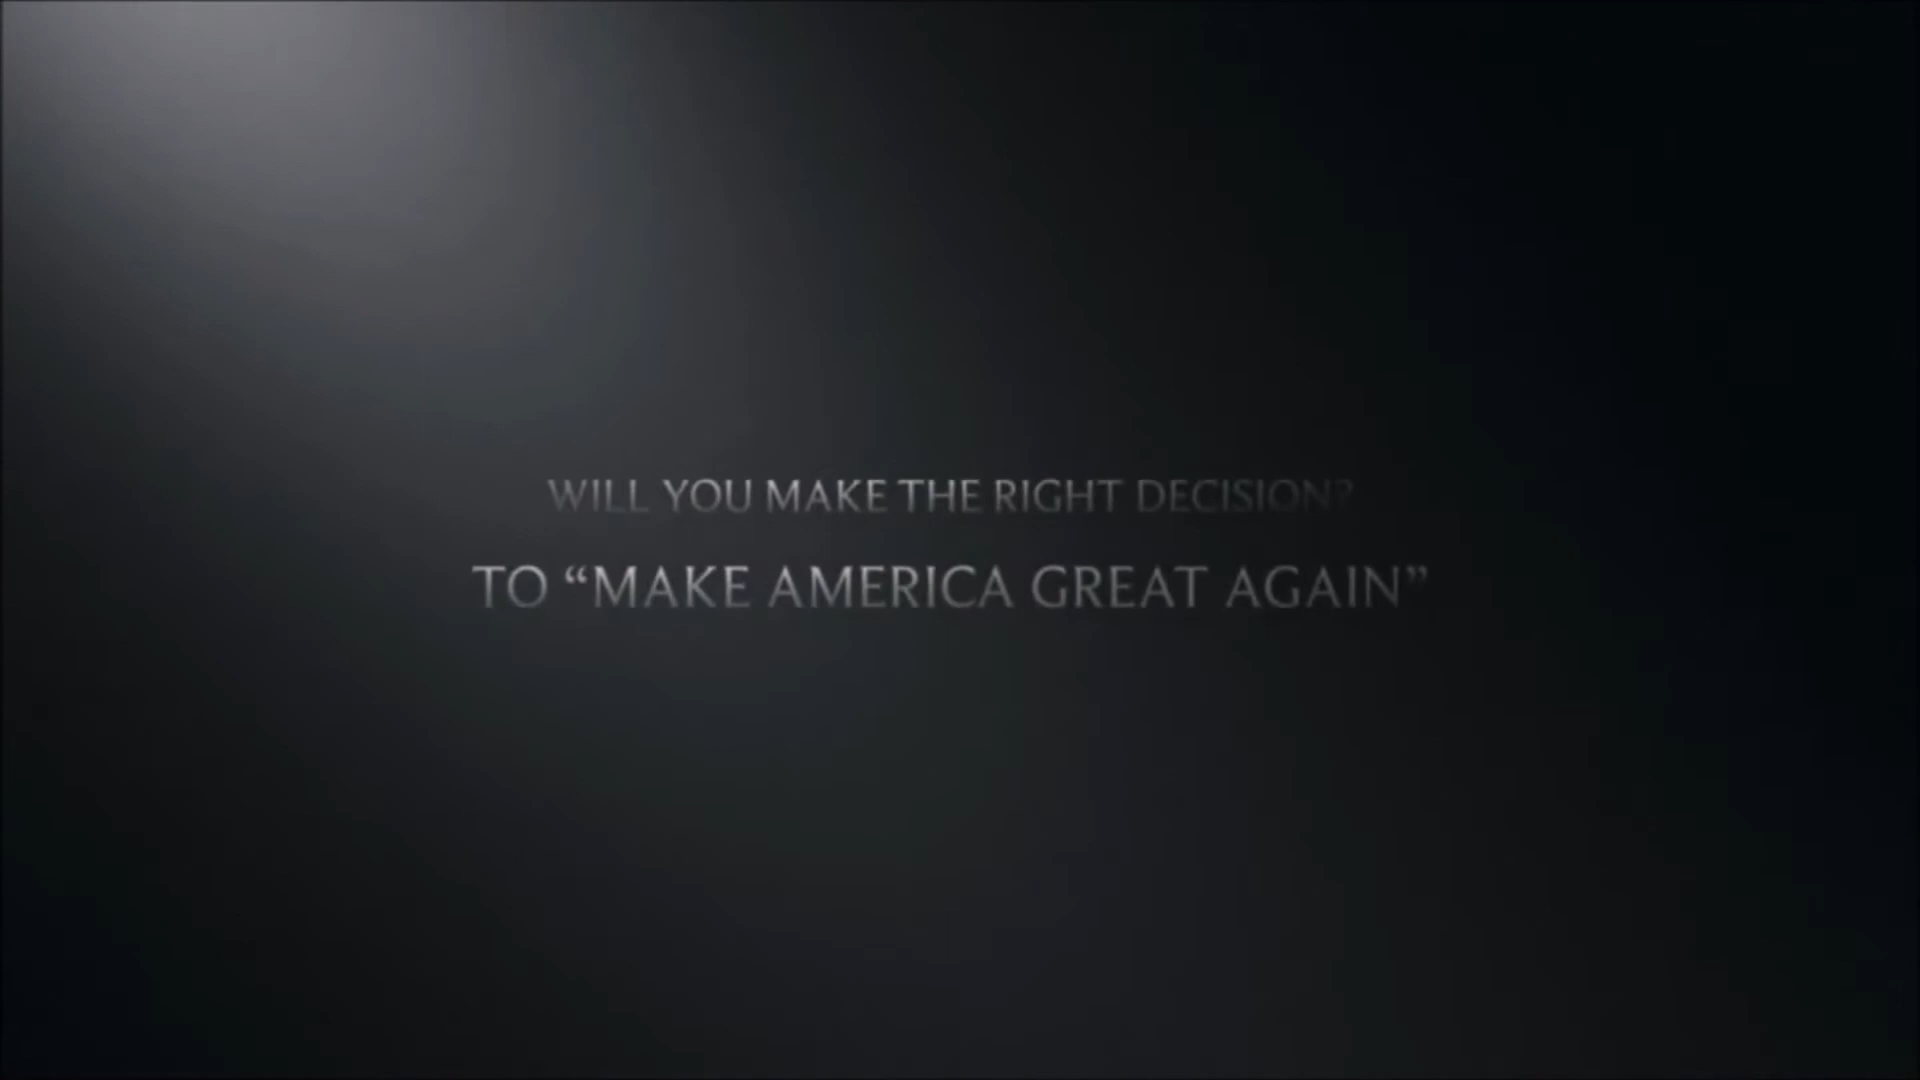 WILL YOU MAKE THE RIGHT DECISION?
TO “MAKE AMERICA GREAT AGAIN”